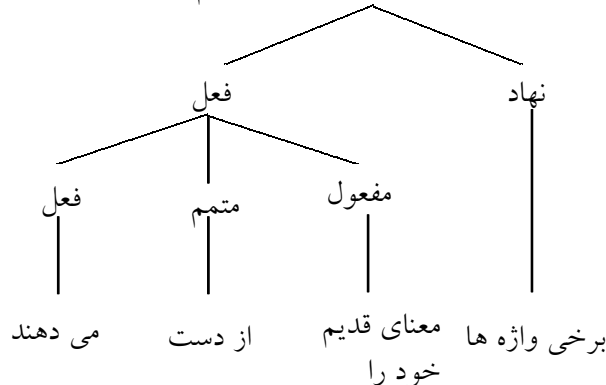 نهاد فعل
مفعول متمم فعل
برخی واژه ها معنای قدیم از دست می دهند
خود را